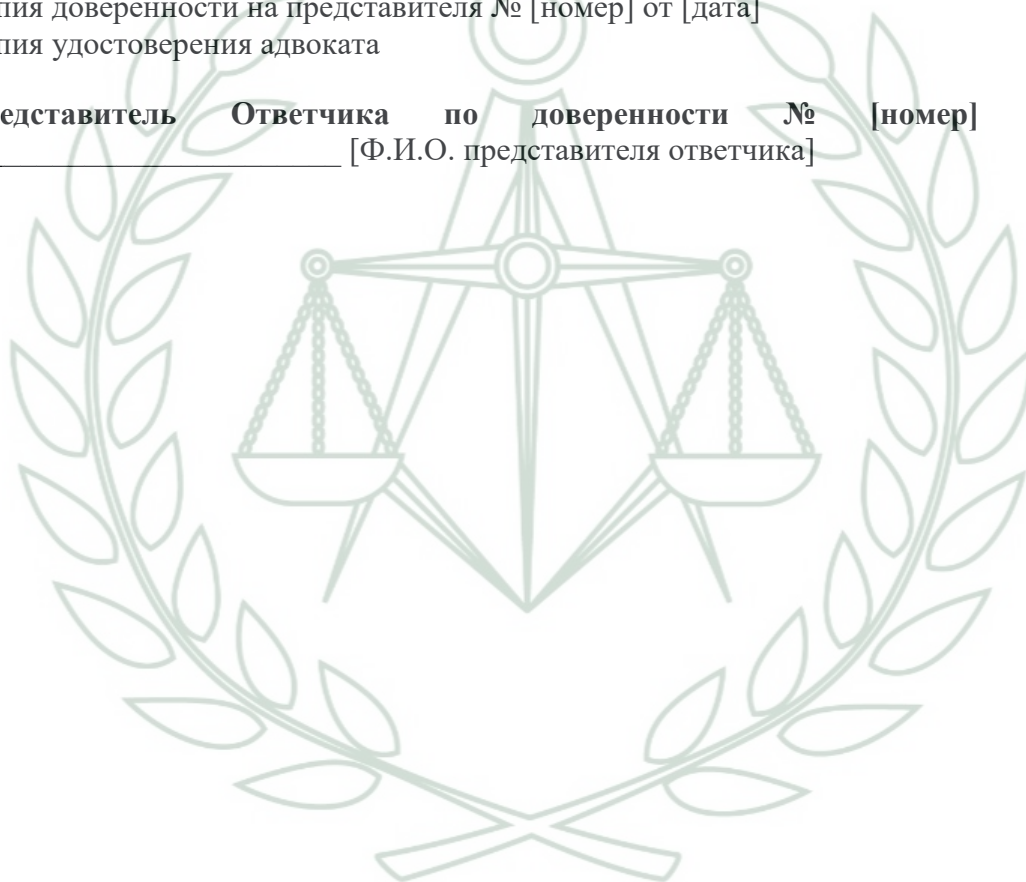 пия доверенности на представителя № [номер] от [дата]
пия удостоверения адвоката
едставитель Ответчика по доверенности № [номер]
____________________ [Ф.И.О. представителя ответчика]